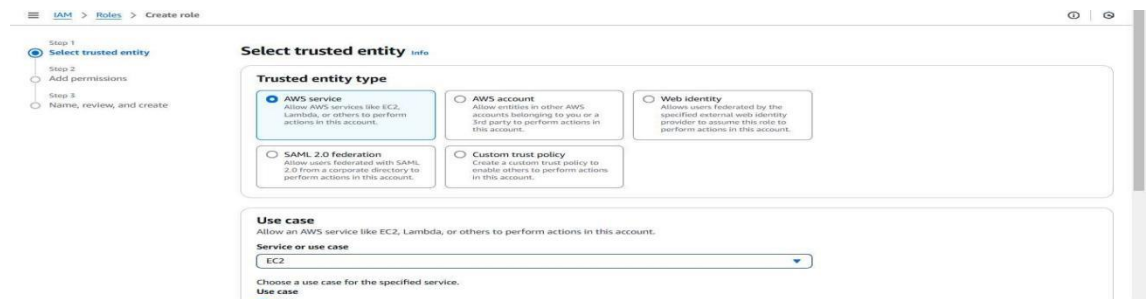 IAM > Roles > Create role
Step 1
Select trusted entity
Step 2
Add permissions
Step 3
Name, review, and create
Select trusted entity Info
Trusted entity type
AWS service
Allow AWS services like EC2,
Lambda, or others to perform
actions in this account.
AWS account
Allow entities in other AWS
accounts belonging to you or a
3rd party to perform actions in
this account.
Web identity
Allows users federated by the
specified external web identity
provider to assume this role to
perform actions in this account.
SAML 2.0 federation
Allow users federated with SAML
2.0 from a corporate directory to
perform actions in this account.
Custom trust policy
Create a custom trust policy to
enable others to perform actions
in this account.
Use case
Allow an AWS service like EC2, Lambda, or others to perform actions in this account.
Service or use case
EC2
Choose a use case for the specified service.
Use case